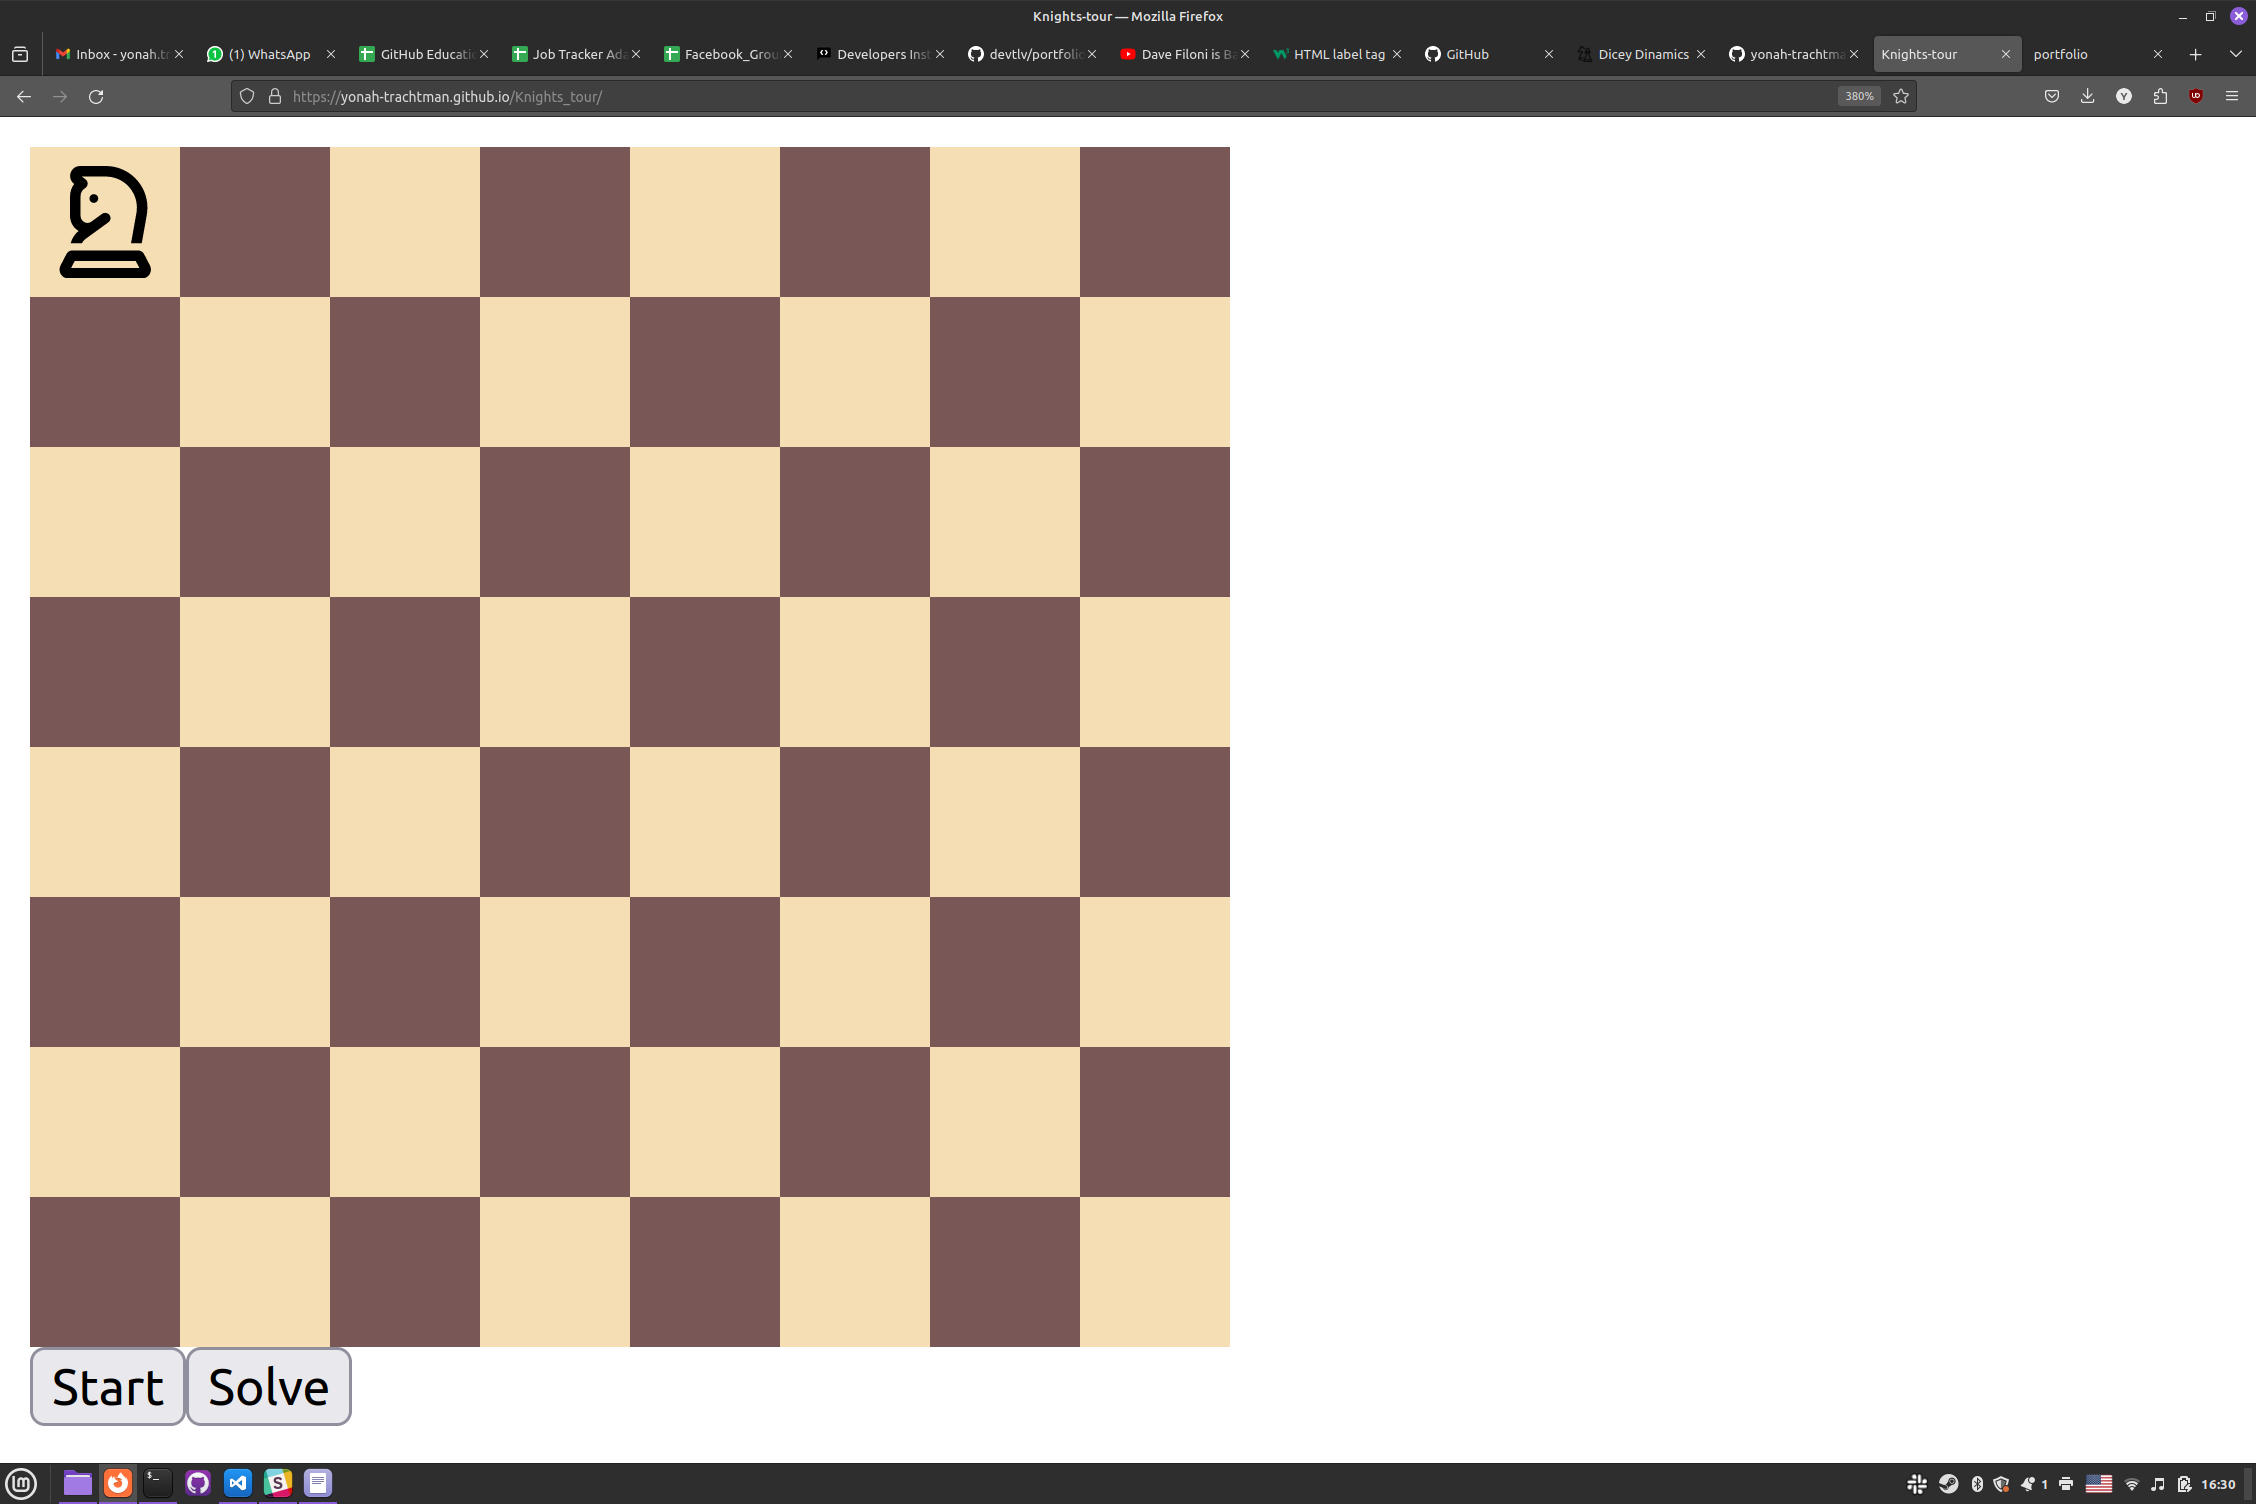 Knights-tour — Mozilla Firefox
Inbox - yonah.tr
(1) WhatsApp
GitHub Educatio
Job Tracker Ada
Facebook_Grou
Developers Inst
devtlv/portfolio
Dave Filoni is Ba
HTML label tag
GitHub
Dicey Dinamics
yonah-trachtma
Knights-tour
portfolio
https://yonah-trachtman.github.io/Knights_tour/
380%
Start
Solve
1
16:30